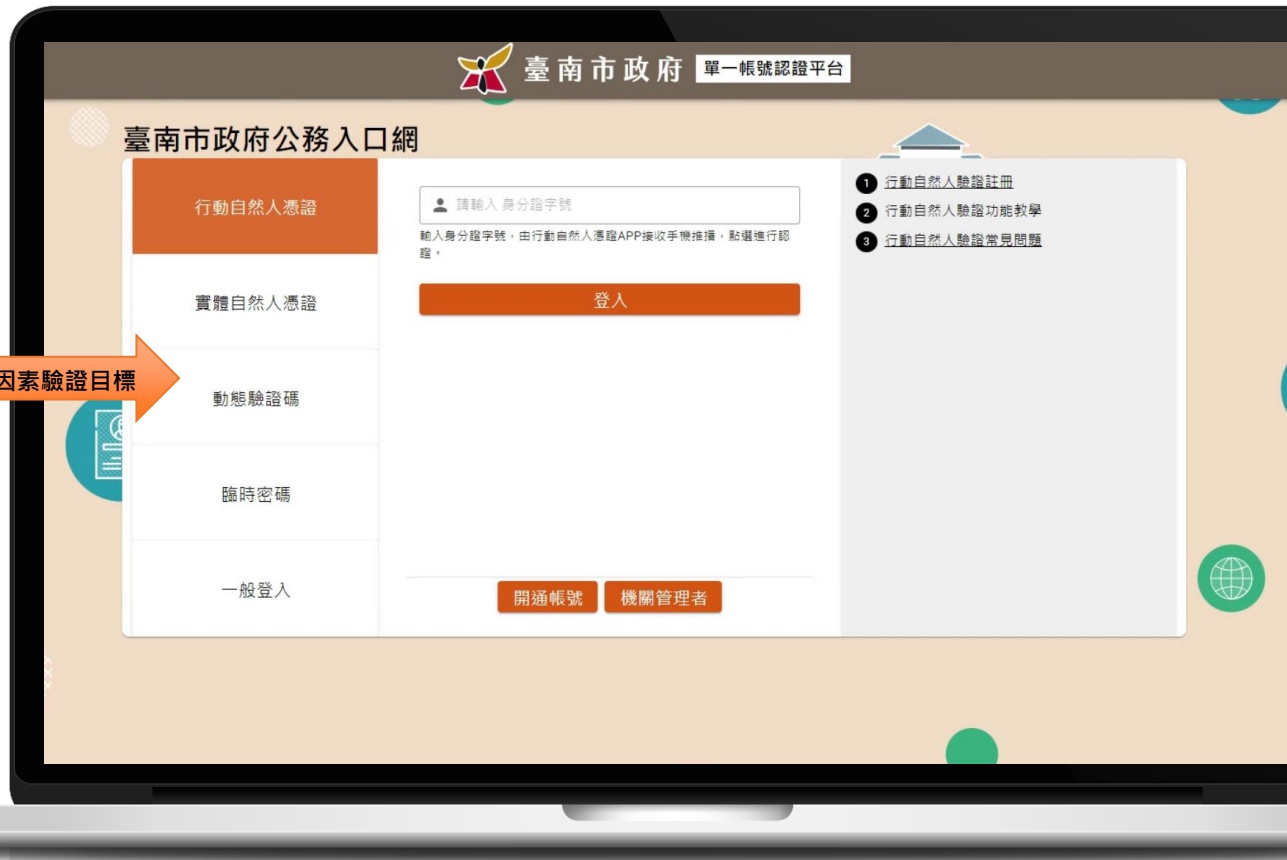 臺南市政府 單一帳號認證平台
臺南市政府公務入口網
行動自然人憑證
實體自然人憑證
因素驗證目標
動態驗證碼
臨時密碼
一般登入
請輸入 身分證字號
輸入身分證字號，由行動自然人憑證APP接收手機推播，點選進行認
證。
登入
開通帳號 機關管理者
1 行動自然人驗證註冊
2 行動自然人驗證功能教學
3 行動自然人驗證常見問題